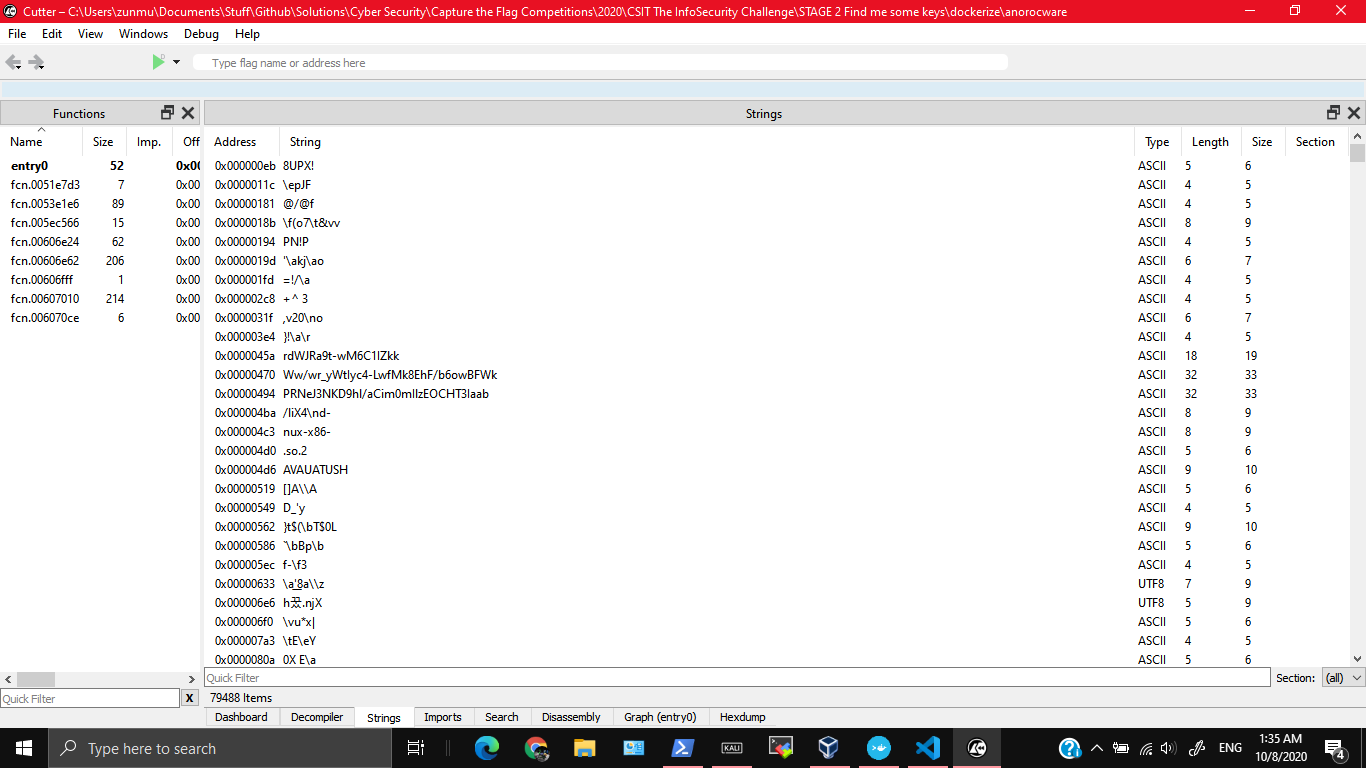 Cutter – C:\Users\zunmu\Documents\Stuff\Github\Solutions\Cyber Security\Capture the Flag Competitions\2020\CSIT The InfoSecurity Challenge\STAGE 2 Find me some keys\dockerize\anorocware
File Edit View Windows Debug Help
Type flag name or address here
Functions
Strings
Name Size Imp. Off
Address String Type Length Size Section
entry0 52 0x00
0x000000eb 8UPX! ASCII 5 6
fcn.0051e7d3 7 0x00
0x0000011c \epJF ASCII 4 5
fcn.0053e1e6 89 0x00
0x00000181 @/@f ASCII 4 5
fcn.005ec566 15 0x00
0x0000018b \f(o7\t&vv ASCII 8 9
fcn.00606e24 62 0x00
0x00000194 PN!P ASCII 4 5
fcn.00606e62 206 0x00
0x0000019d '\akj\ao ASCII 6 7
fcn.00606fff 1 0x00
0x000001fd =!/\a ASCII 4 5
fcn.00607010 214 0x00
0x000002c8 +^ 3 ASCII 4 5
fcn.006070ce 6 0x00
0x0000031f ,v20\no ASCII 6 7
0x000003e4 }!\a\r ASCII 4 5
0x0000045a rdWJRa9t-wM6C1IZkk ASCII 18 19
0x00000470 Ww/wr_yWtIyc4-LwfMk8EhF/b6owBFWk ASCII 32 33
0x00000494 PRNeJ3NKD9hI/aCim0mIIzEOCHT3Iaab ASCII 32 33
0x000004ba /IiX4\nd- ASCII 8 9
0x000004c3 nux-x86- ASCII 8 9
0x000004d0 .so.2 ASCII 5 6
0x000004d6 AVAUATUSH ASCII 9 10
0x00000519 []A\\A ASCII 5 6
0x00000549 D_'y ASCII 4 5
0x00000562 }t$(\bT$0L ASCII 9 10
0x00000586 `\bBp\b ASCII 5 6
0x000005ec f-\f3 ASCII 4 5
0x00000633 UTF8 7 9
0x000006e6 UTF8 5 9
0x000006f0 \vu*x| ASCII 5 6
0x000007a3 \tE\eY ASCII 4 5
0x0000080a 0X E\a ASCII 5 6
Quick Filter Section: (all)
Quick Filter X 79488 Items
Dashboard Decompiler Strings Imports Search Disassembly Graph (entry0) Hexdump
Type here to search
KALI
ENG
1:35 AM
10/8/2020
4